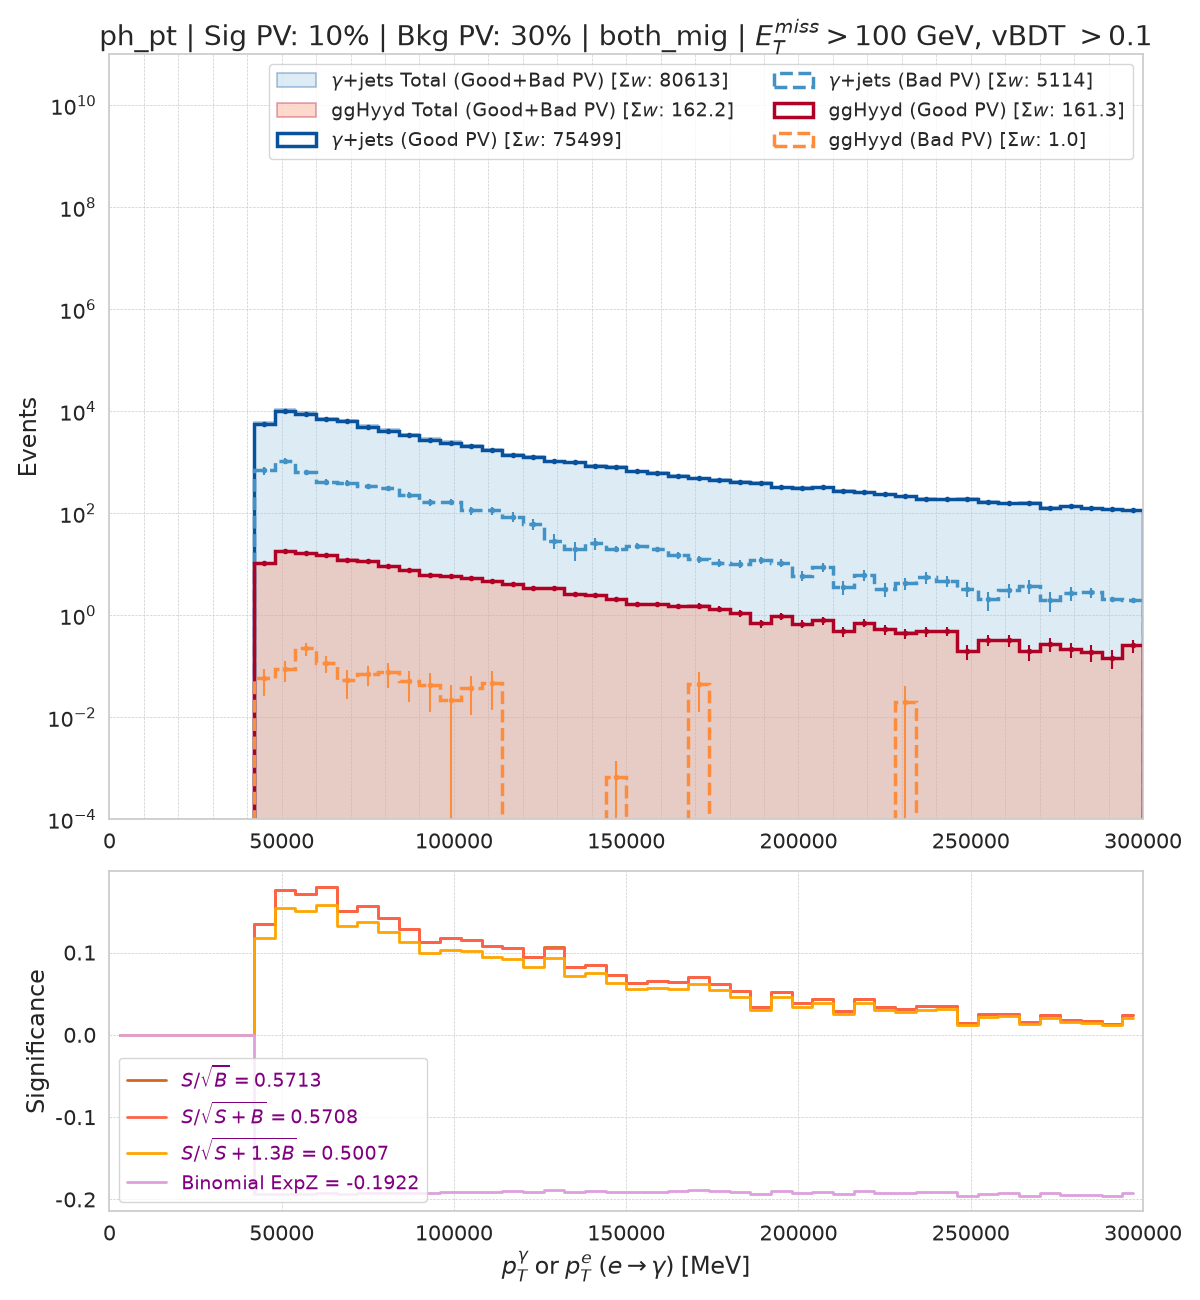 ph_pt | Sig PV: 10% | Bkg PV: 30% | both_mig | $E_T^{miss} > 100$ GeV, vBDT $> 0.1$
γ+jets Total (Good+Bad PV) [Σw: 80613]
ggHyyd Total (Good+Bad PV) [Σw: 162.2]
γ+jets (Good PV) [Σw: 75499]
γ+jets (Bad PV) [Σw: 5114]
ggHyyd (Good PV) [Σw: 161.3]
ggHyyd (Bad PV) [Σw: 1.0]
Events
$10^{10}$
$10^{8}$
$10^{6}$
$10^{4}$
$10^{2}$
$10^{0}$
$10^{-2}$
$10^{-4}$
0 50000 100000 150000 200000 250000 300000
Significance
0.1
0.0
-0.1
-0.2
$S/\sqrt{B} = 0.5713$
$S/\sqrt{S + B} = 0.5708$
$S/\sqrt{S + 1.3B} = 0.5007$
Binomial ExpZ = -0.1922
0 50000 100000 150000 200000 250000 300000
$p_T^{γ}$ or $p_T^{e}$ $(e → γ)$ [MeV]